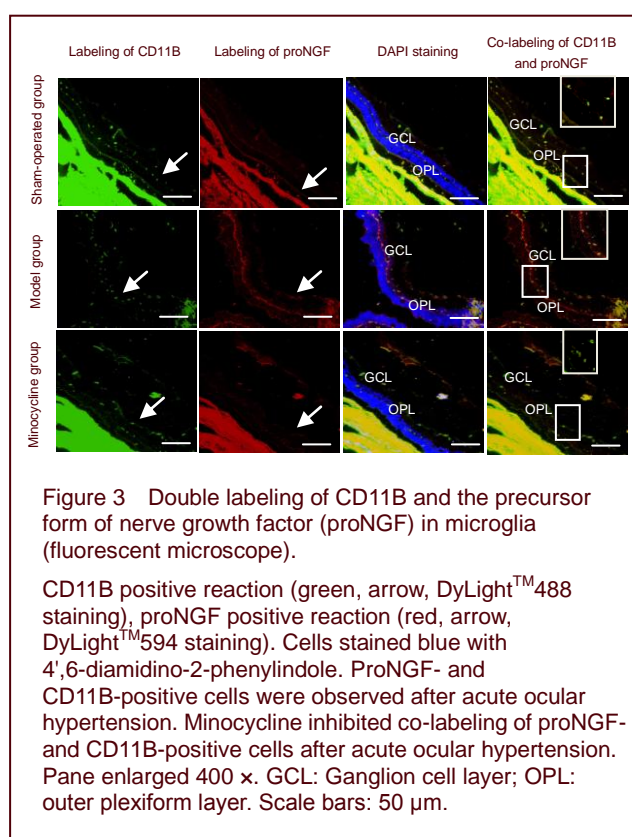 Labeling of CD11B
Labeling of proNGF
DAPI staining
Co-labeling of CD11B
and proNGF
Sham-operated group
GCL
OPL
GCL
OPL
Model group
GCL
OPL
GCL
OPL
Minocycline group
GCL
OPL
GCL
OPL
Figure 3 Double labeling of CD11B and the precursor
form of nerve growth factor (proNGF) in microglia
(fluorescent microscope).
CD11B positive reaction (green, arrow, DyLight™488
staining), proNGF positive reaction (red, arrow,
DyLight™594 staining). Cells stained blue with
4',6-diamidino-2-phenylindole. ProNGF- and
CD11B-positive cells were observed after acute ocular
hypertension. Minocycline inhibited co-labeling of proNGF-
and CD11B-positive cells after acute ocular hypertension.
Pane enlarged 400 ×. GCL: Ganglion cell layer; OPL:
outer plexiform layer. Scale bars: 50 μm.